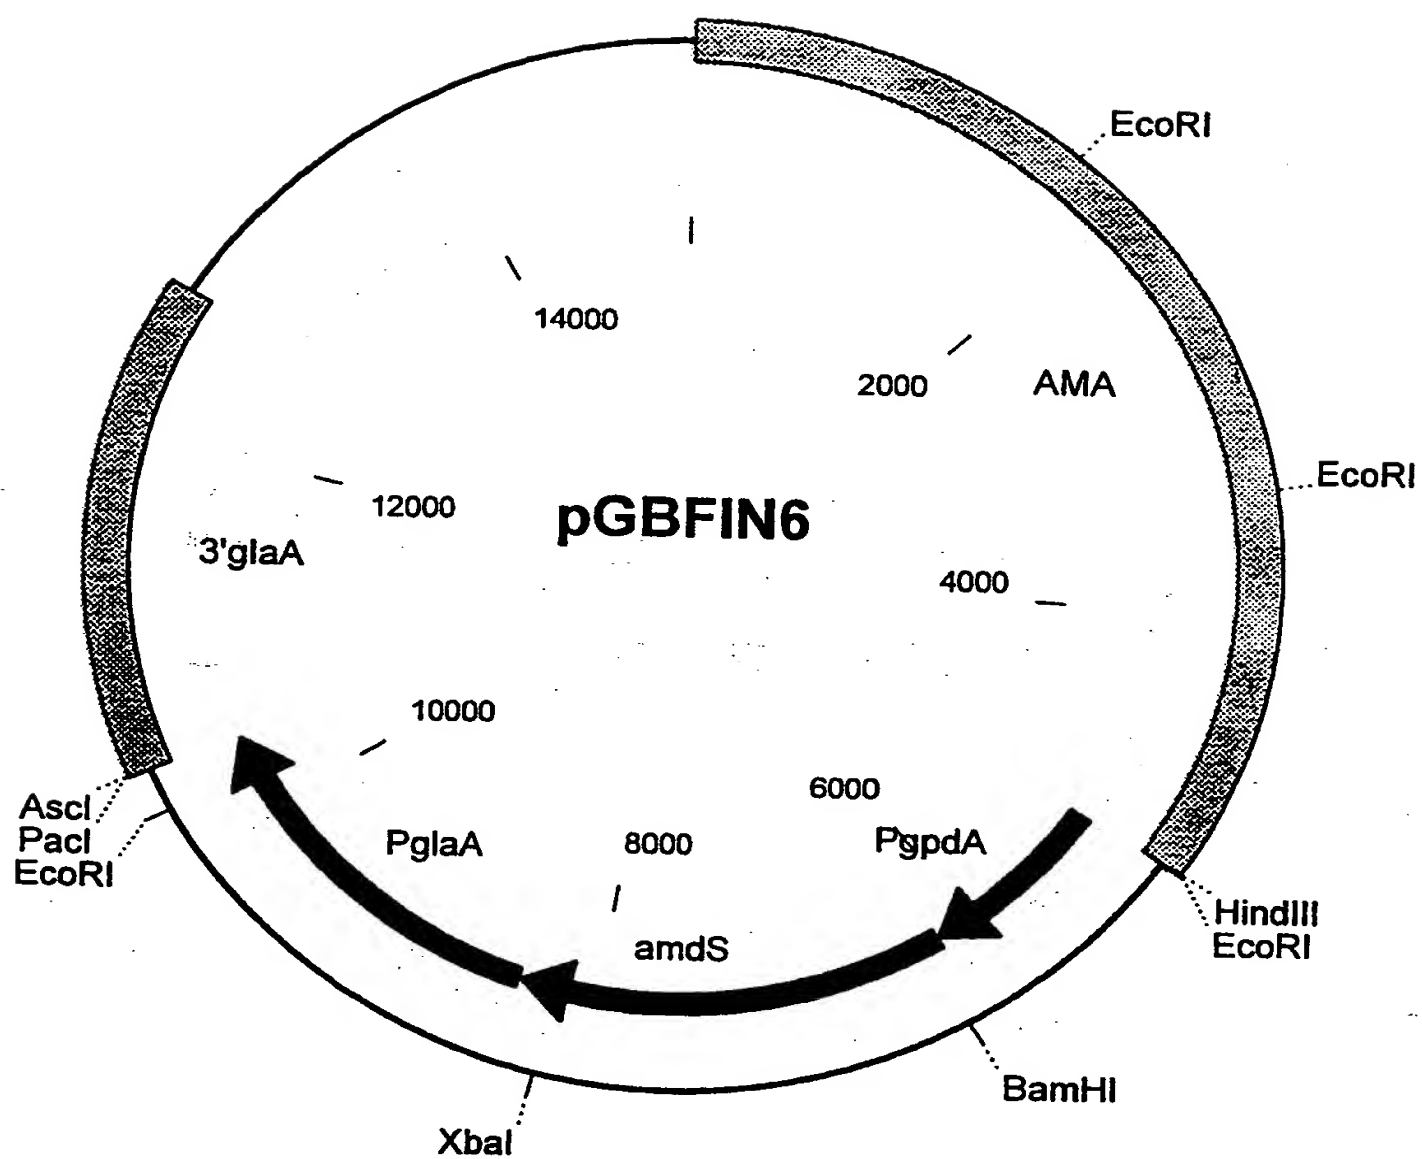 EcoRI
14000
2000
AMA
EcoRI
12000
pGBFIN6
3'glaA
4000
10000
6000
AscI
PacI
EcoRI
PglaA
8000
PgpdA
HindIII
EcoRI
amdS
BamHI
XbaI